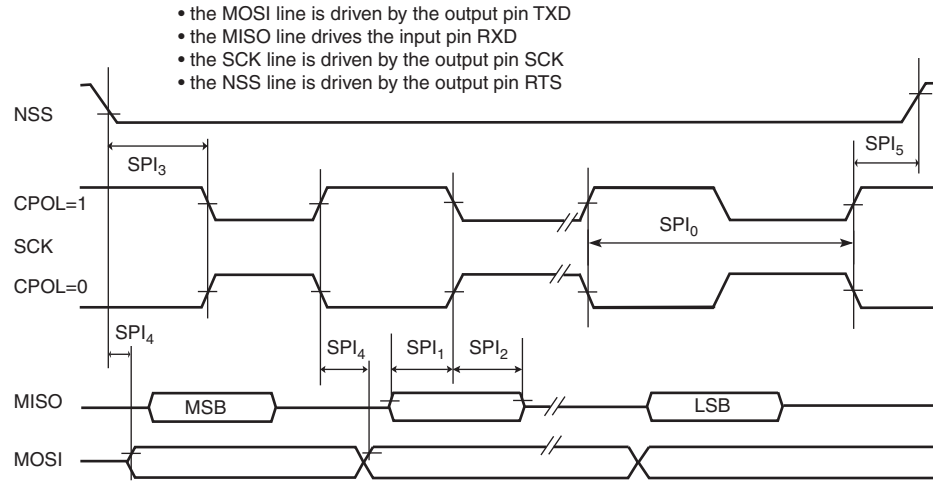 • the MOSI line is driven by the output pin TXD
• the MISO line drives the input pin RXD
• the SCK line is driven by the output pin SCK
• the NSS line is driven by the output pin RTS
NSS
SPI₃
SPI₅
CPOL=1
SCK
SPI₀
CPOL=0
SPI₄
SPI₄
SPI₁
SPI₂
MISO
MSB
LSB
MOSI